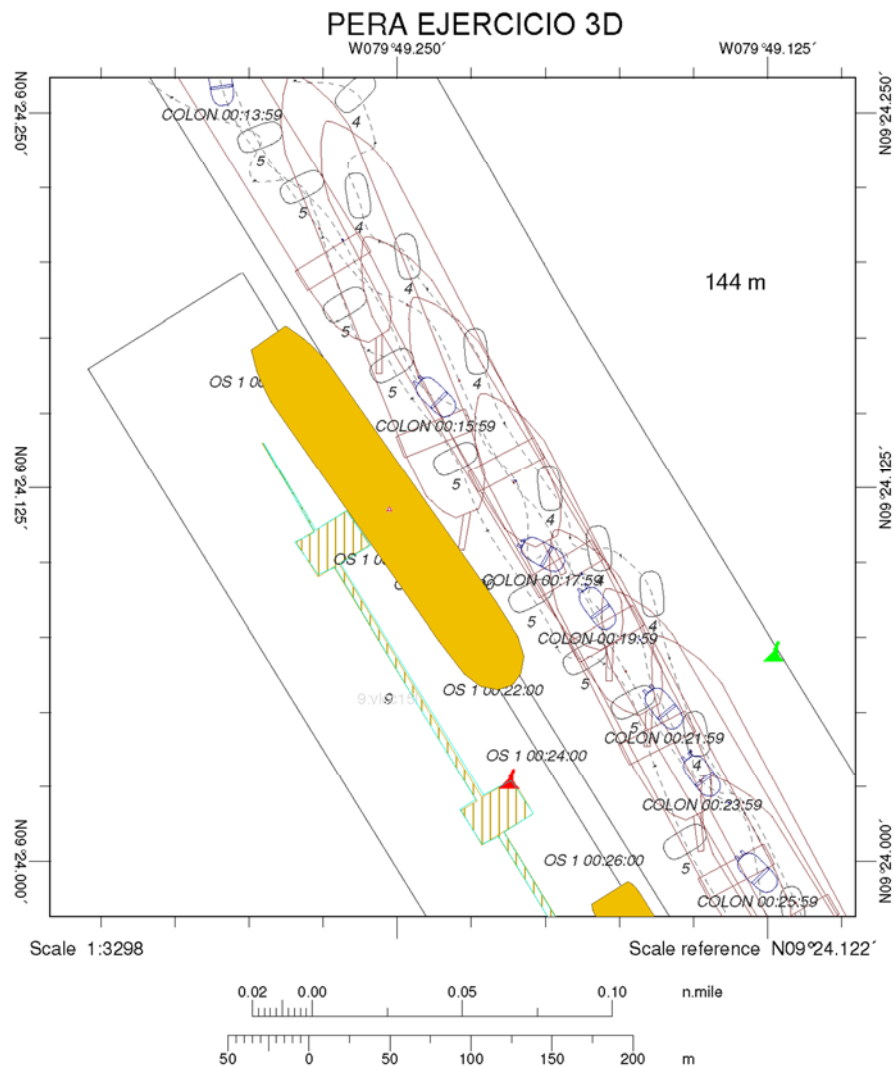 PERA EJERCICIO 3D
W079°49.250´
W079°49.125´
N09°24.250´
N09°24.250´
COLON 00:13:59
4
5
5
4
144 m
4
5
OS 1 00
5
4
COLON 00:15:59
5
N09°24.125´
N09°24.125´
4
OS 1 00
COLON 00:17:59
4
5
4
COLON 00:19:59
5
OS 1 00:22:00
9
5
COLON 00:21:59
OS 1 00:24:00
4
COLON 00:23:59
OS 1 00:26:00
5
N09°24.000´
N09°24.000´
COLON 00:25:59
Scale 1:3298
Scale reference N09°24.122´
0.02 0.00 0.05 0.10 n.mile
50 0 50 100 150 200 m